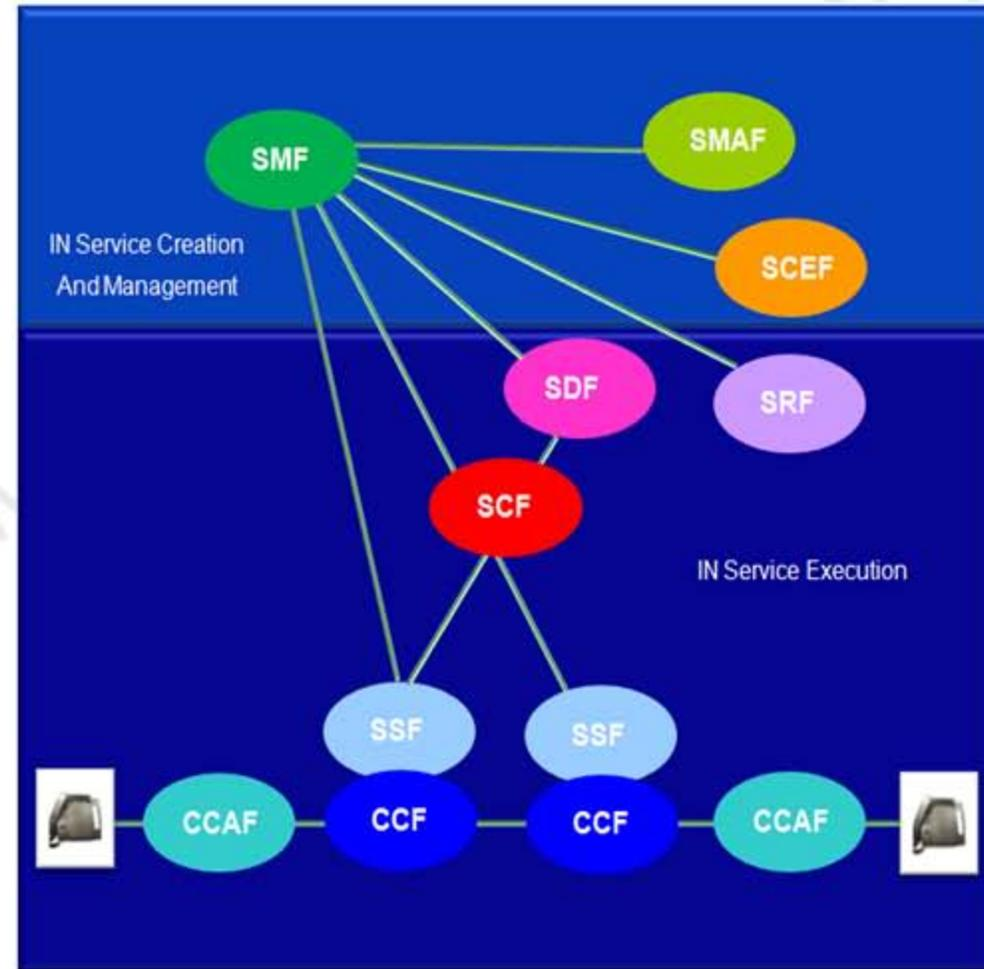 SMF
SMAF
IN Service Creation
And Management
SCEF
SDF
SRF
SCF
IN Service Execution
SSF
SSF
CCAF
CCF
CCF
CCAF